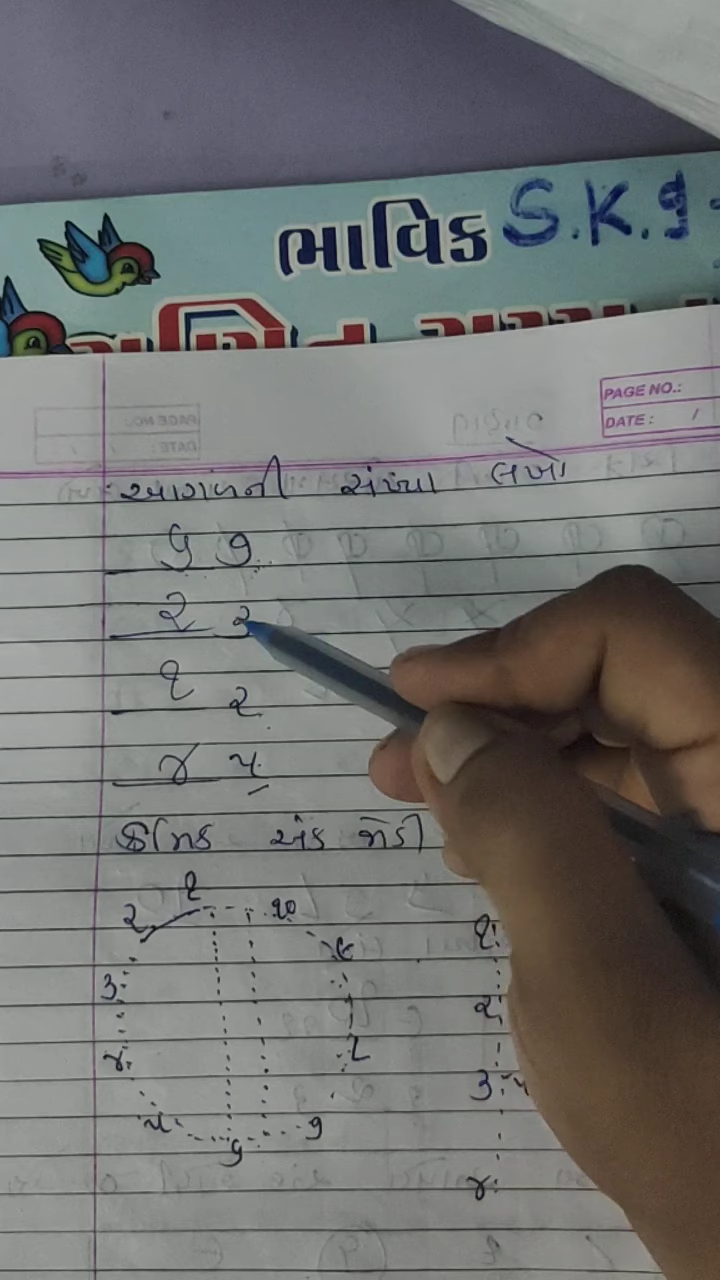 ભાવિક S.K.g
ગણિત
PAGE NO.:
DATE: /
આગળની સંખ્યા લખો
૬ ૭
૨ ૩
૧ ૨
૪ ૫
ક્રમિક અંક જોડી
૧
૨ ૧૦
૯ ૧:
૩
૨
૪ ૮
૩
૫ ૭
૬
૪